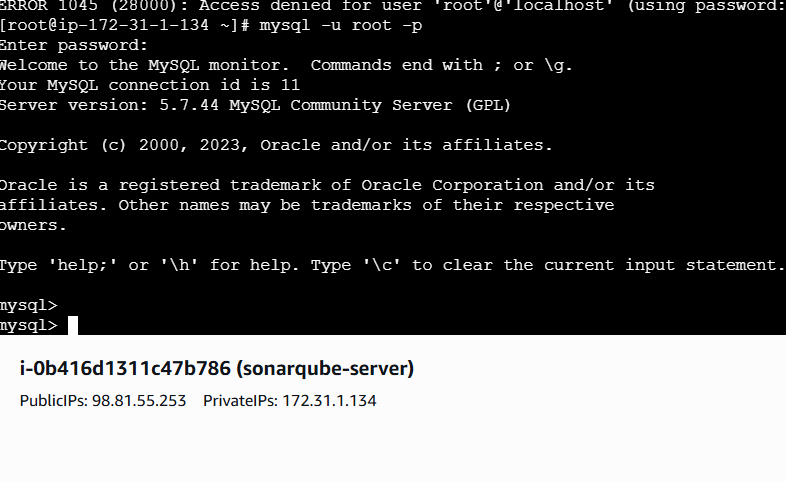 ERROR 1045 (28000): Access denied for user 'root'@'localhost' (using password:
[root@ip-172-31-1-134 ~]# mysql -u root -p
Enter password:
Welcome to the MySQL monitor.  Commands end with ; or \g.
Your MySQL connection id is 11
Server version: 5.7.44 MySQL Community Server (GPL)
Copyright (c) 2000, 2023, Oracle and/or its affiliates.
Oracle is a registered trademark of Oracle Corporation and/or its
affiliates. Other names may be trademarks of their respective
owners.
Type 'help;' or '\h' for help. Type '\c' to clear the current input statement.
mysql>
mysql>
i-0b416d1311c47b786 (sonarqube-server)
PublicIPs: 98.81.55.253    PrivateIPs: 172.31.1.134